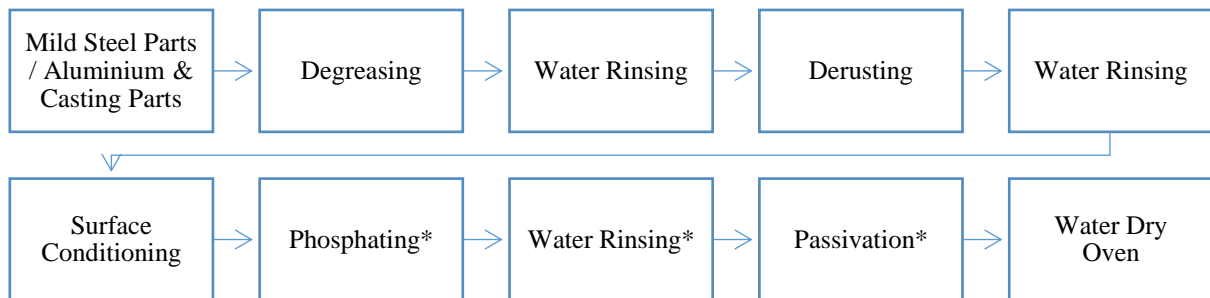 Mild Steel Parts
/ Aluminium &
Casting Parts
Degreasing
Water Rinsing
Derusting
Water Rinsing
Surface
Conditioning
Phosphating*
Water Rinsing*
Passivation*
Water Dry
Oven